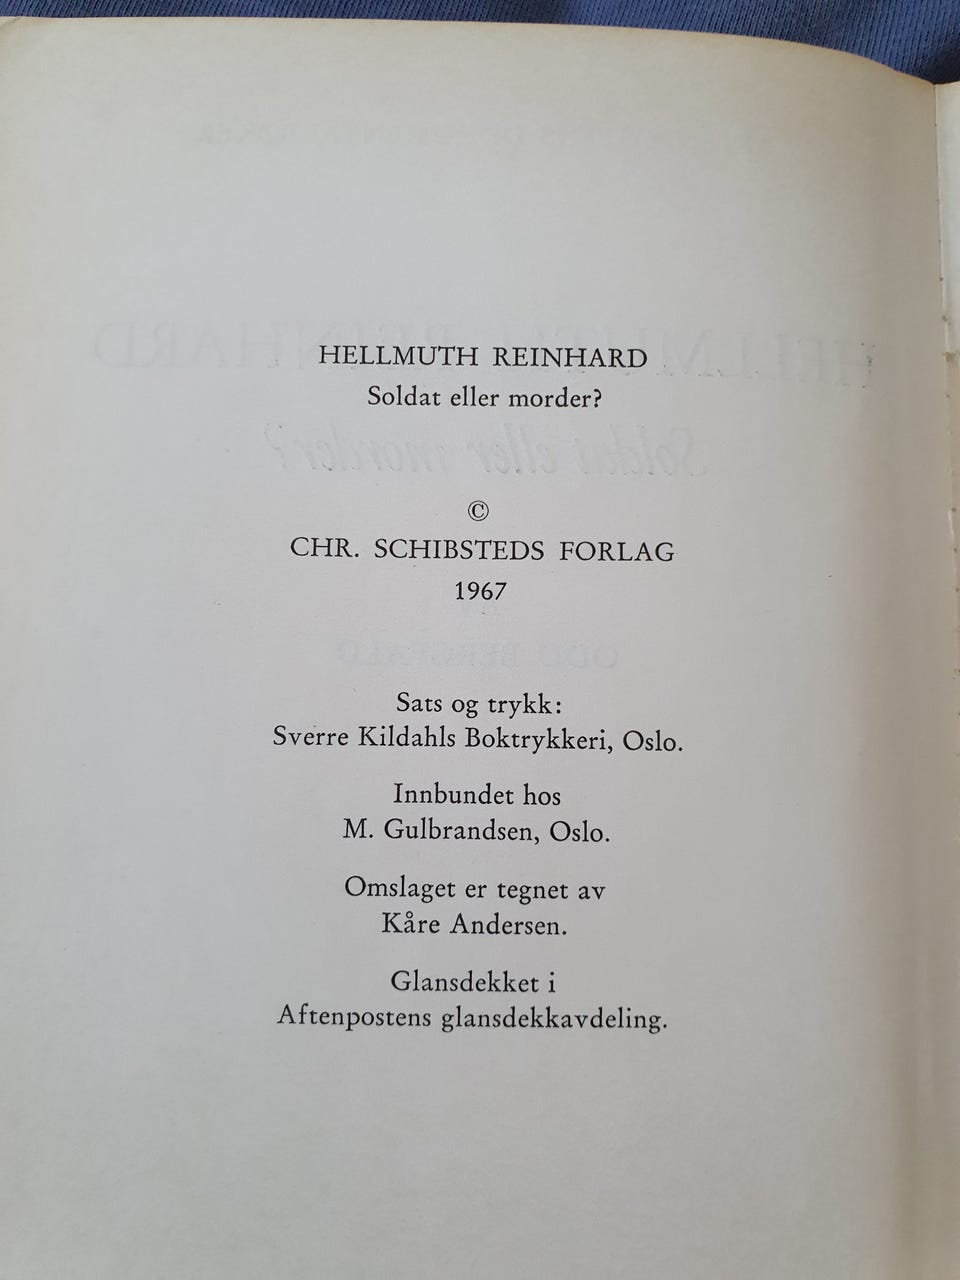 HELLMUTH REINHARD
Soldat eller morder?
©
CHR. SCHIBSTEDS FORLAG
1967
Sats og trykk:
Sverre Kildahls Boktrykkeri, Oslo.
Innbundet hos
M. Gulbrandsen, Oslo.
Omslaget er tegnet av
Kåre Andersen.
Glansdekket i
Aftenpostens glansdekkavdeling.